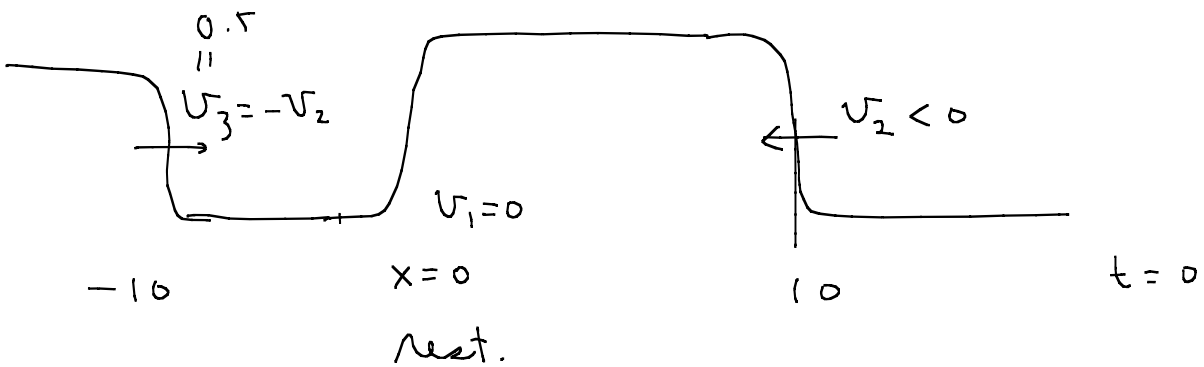 0.5
||
V₃ = -V₂
V₂ < 0
V₁ = 0
-10
x = 0
10
t = 0
rest.